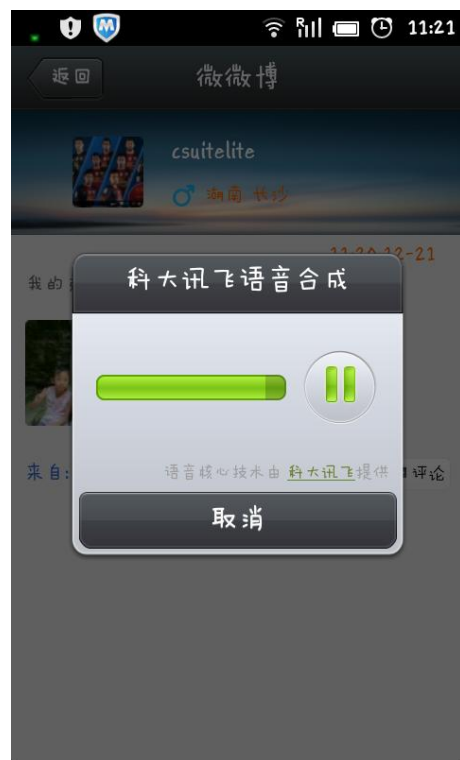 11:21
返回
微微博
csuitelite
湖南 长沙
11:20 12-21
我的
科大讯飞语音合成
语音核心技术由 科大讯飞提供
来自:
评论
取消